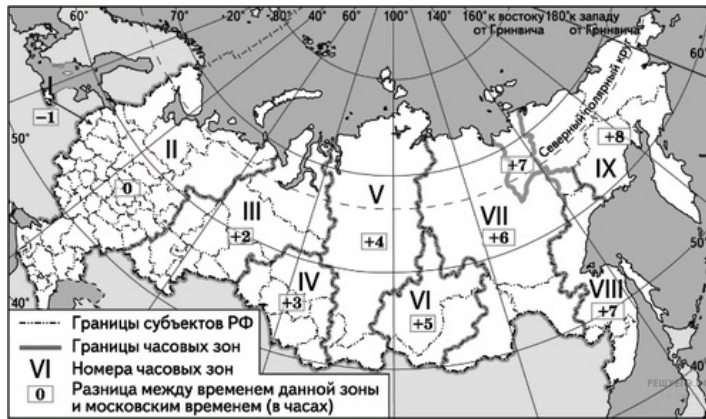 60° 70° -20° -40° 60° 80° 100° 120° 140° 160° к востоку от Гринвича 180° к западу от Гринвича
60°
Северный полярный круг
I
-1
50°
II
0
III
+2
IV
+3
V
+4
VI
+5
VII
+6
+7
+8
IX
VIII
+7
50°
40°
40°
Границы субъектов РФ
Границы часовых зон
VI Номера часовых зон
0 Разница между временем данной зоны
и московским временем (в часах)